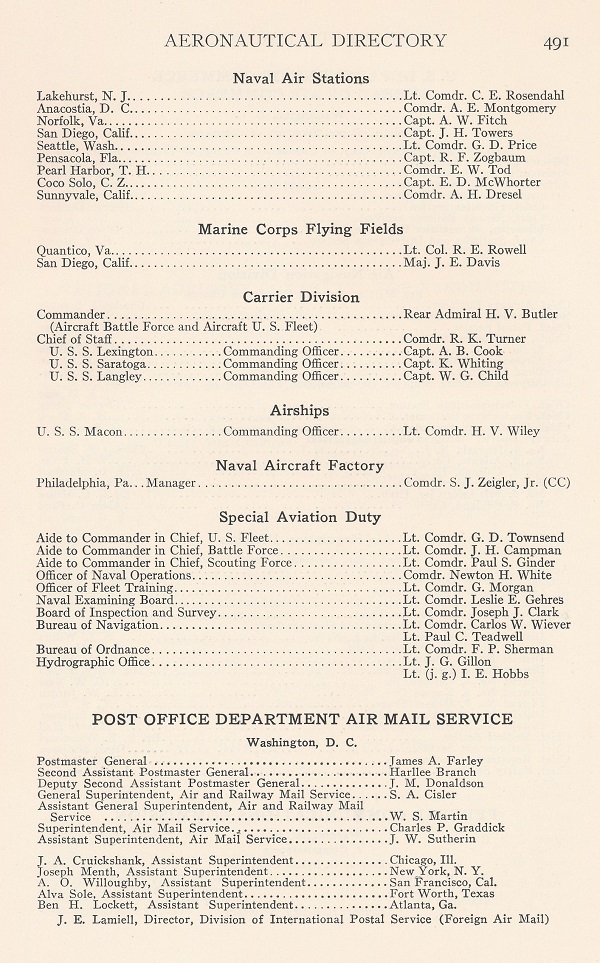 AERONAUTICAL DIRECTORY 491
Naval Air Stations
Lakehurst, N. J. Lt. Comdr. C. E. Rosendahl
Anacostia, D. C. Comdr. A. E. Montgomery
Norfolk, Va. Capt. A. W. Fitch
San Diego, Calif. Capt. J. H. Towers
Seattle, Wash. Lt. Comdr. G. D. Price
Pensacola, Fla. Capt. R. F. Zogbaum
Pearl Harbor, T. H. Comdr. E. W. Tod
Coco Solo, C. Z. Capt. E. D. McWhorter
Sunnyvale, Calif. Comdr. A. H. Dresel
Marine Corps Flying Fields
Quantico, Va. Lt. Col. R. E. Rowell
San Diego, Calif. Maj. J. E. Davis
Carrier Division
Commander Rear Admiral H. V. Butler
(Aircraft Battle Force and Aircraft U. S. Fleet)
Chief of Staff Comdr. R. K. Turner
U. S. S. Lexington Commanding Officer Capt. A. B. Cook
U. S. S. Saratoga Commanding Officer Capt. K. Whiting
U. S. S. Langley Commanding Officer Capt. W. G. Child
Airships
U. S. S. Macon Commanding Officer Lt. Comdr. H. V. Wiley
Naval Aircraft Factory
Philadelphia, Pa... Manager Comdr. S. J. Zeigler, Jr. (CC)
Special Aviation Duty
Aide to Commander in Chief, U. S. Fleet Lt. Comdr. G. D. Townsend
Aide to Commander in Chief, Battle Force Lt. Comdr. J. H. Campman
Aide to Commander in Chief, Scouting Force Lt. Comdr. Paul S. Ginder
Officer of Naval Operations Comdr. Newton H. White
Officer of Fleet Training Lt. Comdr. G. Morgan
Naval Examining Board Lt. Comdr. Leslie E. Gehres
Board of Inspection and Survey Lt. Comdr. Joseph J. Clark
Bureau of Navigation Lt. Comdr. Carlos W. Wiever
Lt. Paul C. Teadwell
Bureau of Ordnance Lt. Comdr. F. P. Sherman
Hydrographic Office Lt. J. G. Gillon
Lt. (j. g.) I. E. Hobbs
POST OFFICE DEPARTMENT AIR MAIL SERVICE
Washington, D. C.
Postmaster General James A. Farley
Second Assistant Postmaster General Harllee Branch
Deputy Second Assistant Postmaster General J. M. Donaldson
General Superintendent, Air and Railway Mail Service S. A. Cisler
Assistant General Superintendent, Air and Railway Mail
Service W. S. Martin
Superintendent, Air Mail Service Charles P. Graddick
Assistant Superintendent, Air Mail Service J. W. Sutherin
J. A. Cruickshank, Assistant Superintendent Chicago, Ill.
Joseph Menth, Assistant Superintendent New York, N. Y.
A. O. Willoughby, Assistant Superintendent San Francisco, Cal.
Alva Sole, Assistant Superintendent Fort Worth, Texas
Ben H. Lockett, Assistant Superintendent Atlanta, Ga.
J. E. Lamiell, Director, Division of International Postal Service (Foreign Air Mail)